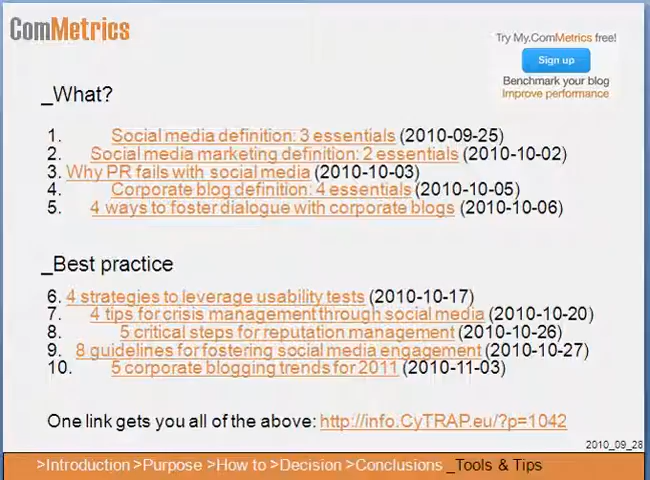 ComMetrics
Try My.ComMetrics free!
Sign up
Benchmark your blog
Improve performance
_What?
1. Social media definition: 3 essentials (2010-09-25)
2. Social media marketing definition: 2 essentials (2010-10-02)
3. Why PR fails with social media (2010-10-03)
4. Corporate blog definition: 4 essentials (2010-10-05)
5. 4 ways to foster dialogue with corporate blogs (2010-10-06)
_Best practice
6. 4 strategies to leverage usability tests (2010-10-17)
7. 4 tips for crisis management through social media (2010-10-20)
8. 5 critical steps for reputation management (2010-10-26)
9. 8 guidelines for fostering social media engagement (2010-10-27)
10. 5 corporate blogging trends for 2011 (2010-11-03)
One link gets you all of the above: http://info.CyTRAP.eu/?p=1042
2010_09_28
>Introduction >Purpose >How to >Decision >Conclusions _Tools & Tips